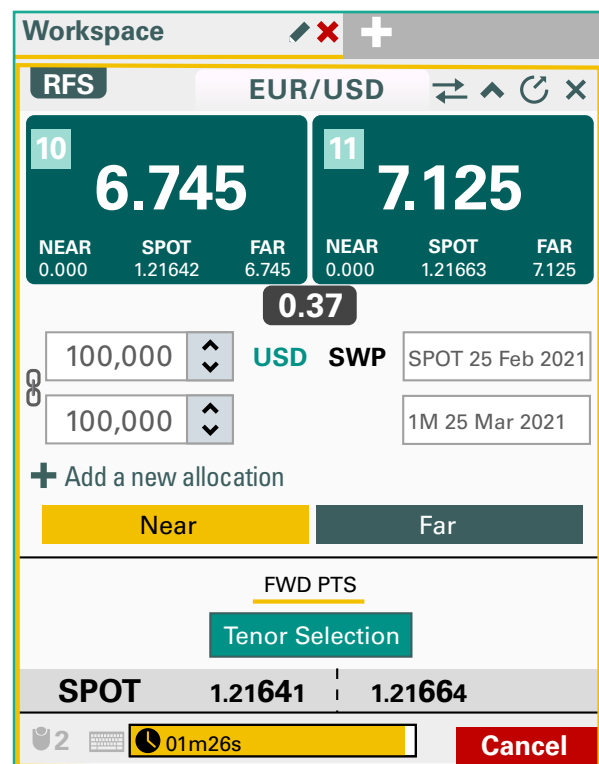 Workspace
RFS EUR/USD
10 11
6.745 7.125
NEAR SPOT FAR NEAR SPOT FAR
0.000 1.21642 6.745 0.000 1.21663 7.125
0.37
100,000 USD SWP SPOT 25 Feb 2021
100,000 1M 25 Mar 2021
Add a new allocation
Near Far
FWD PTS
Tenor Selection
SPOT 1.21641 1.21664
2 01m26s Cancel